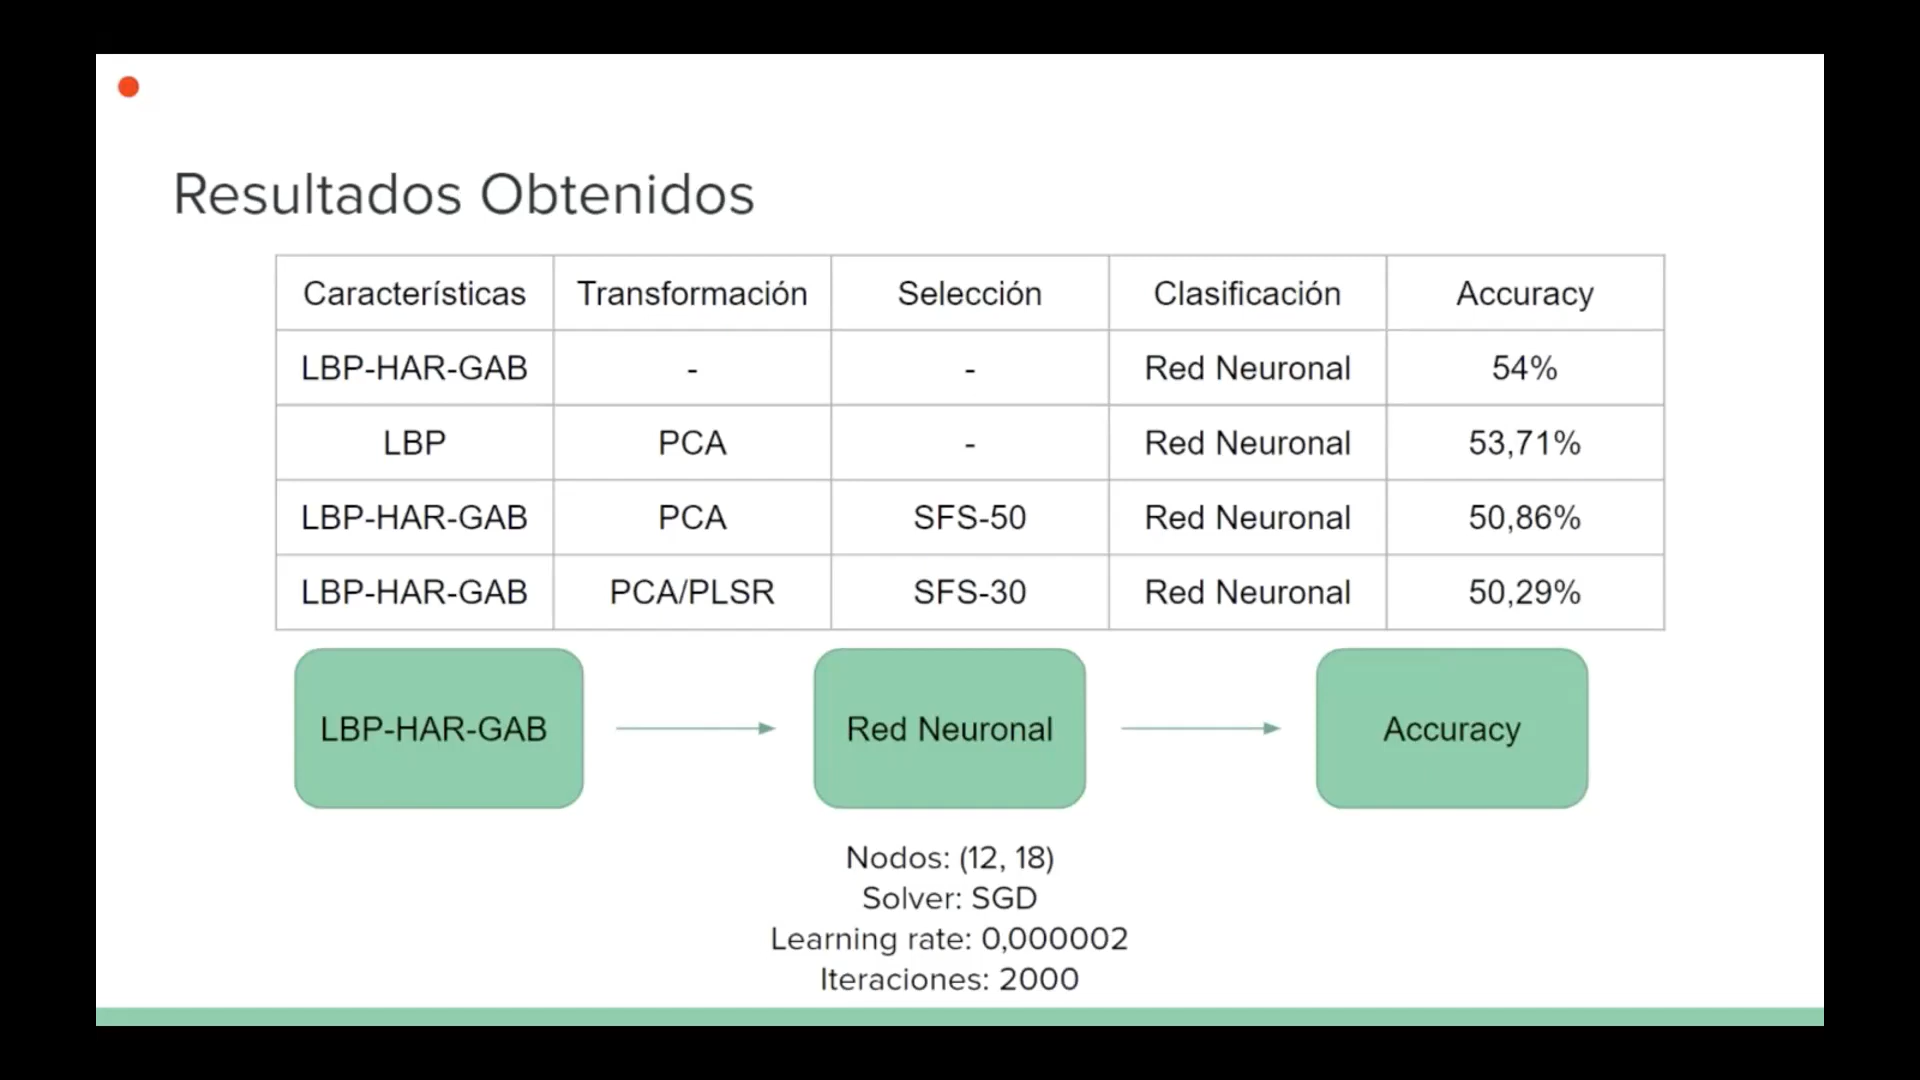 Resultados Obtenidos
Características Transformación Selección Clasificación Accuracy
LBP-HAR-GAB - - Red Neuronal 54%
LBP PCA - Red Neuronal 53,71%
LBP-HAR-GAB PCA SFS-50 Red Neuronal 50,86%
LBP-HAR-GAB PCA/PLSR SFS-30 Red Neuronal 50,29%
LBP-HAR-GAB Red Neuronal Accuracy
Nodos: (12, 18)
Solver: SGD
Learning rate: 0,000002
Iteraciones: 2000